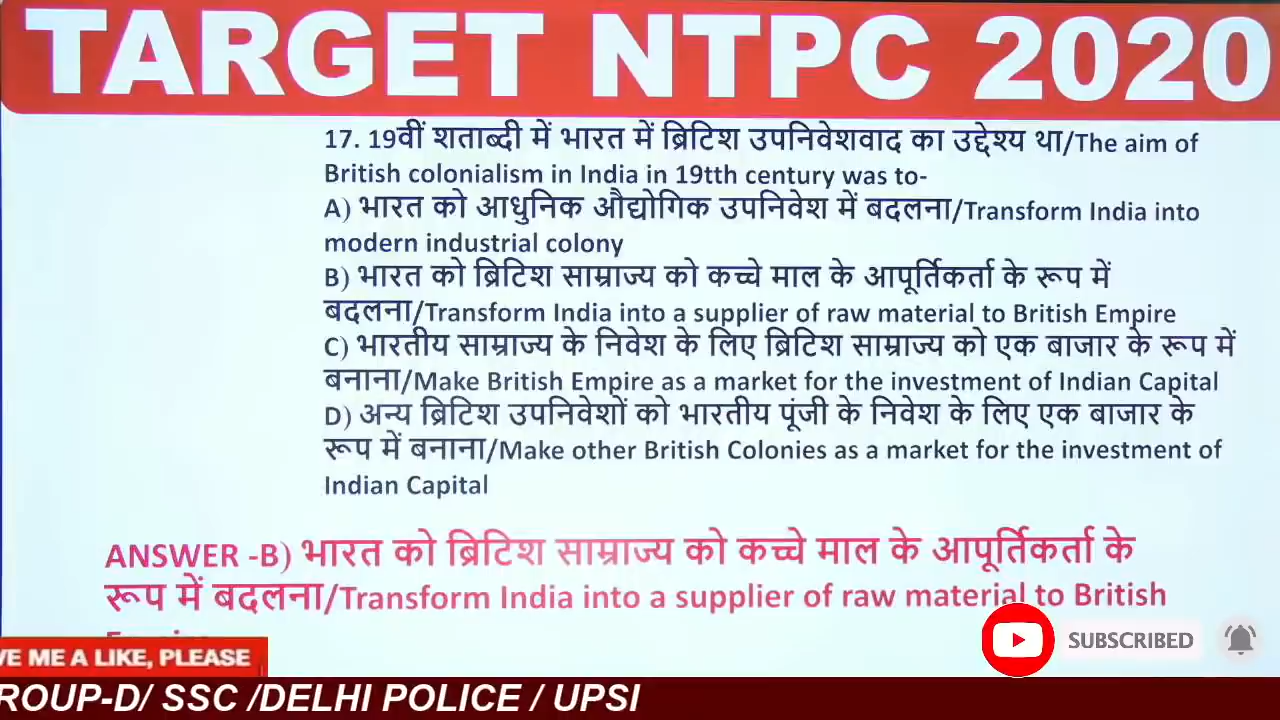 TARGET NTPC 2020
17. 19वीं शताब्दी में भारत में ब्रिटिश उपनिवेशवाद का उद्देश्य था/The aim of
British colonialism in India in 19tth century was to-
A) भारत को आधुनिक औद्योगिक उपनिवेश में बदलना/Transform India into
modern industrial colony
B) भारत को ब्रिटिश साम्राज्य को कच्चे माल के आपूर्तिकर्ता के रूप में
बदलना/Transform India into a supplier of raw material to British Empire
C) भारतीय साम्राज्य के निवेश के लिए ब्रिटिश साम्राज्य को एक बाजार के रूप में
बनाना/Make British Empire as a market for the investment of Indian Capital
D) अन्य ब्रिटिश उपनिवेशों को भारतीय पूंजी के निवेश के लिए एक बाजार के
रूप में बनाना/Make other British Colonies as a market for the investment of
Indian Capital
ANSWER -B) भारत को ब्रिटिश साम्राज्य को कच्चे माल के आपूर्तिकर्ता के
रूप में बदलना/Transform India into a supplier of raw material to British
VE ME A LIKE, PLEASE
SUBSCRIBED
ROUP-D/ SSC /DELHI POLICE / UPSI